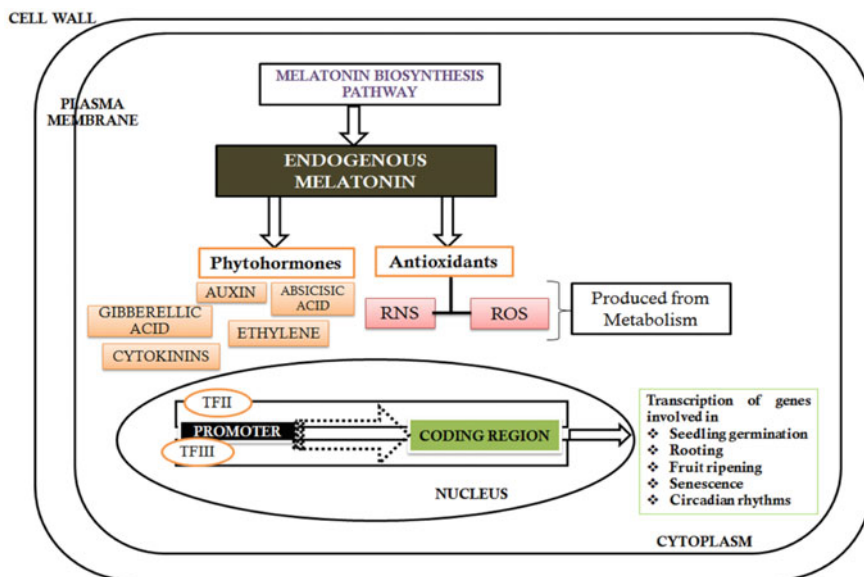 CELL WALL
PLASMA
MEMBRANE
MELATONIN BIOSYNTHESIS
PATHWAY
ENDOGENOUS
MELATONIN
Phytohormones
Antioxidants
AUXIN
ABSICISIC
ACID
GIBBERELLIC
ACID
ETHYLENE
CYTOKININS
RNS
ROS
Produced from
Metabolism
TFII
PROMOTER
TFIII
CODING REGION
NUCLEUS
Transcription of genes
involved in
❖ Seedling germination
❖ Rooting
❖ Fruit ripening
❖ Senescence
❖ Circadian rhythms
CYTOPLASM